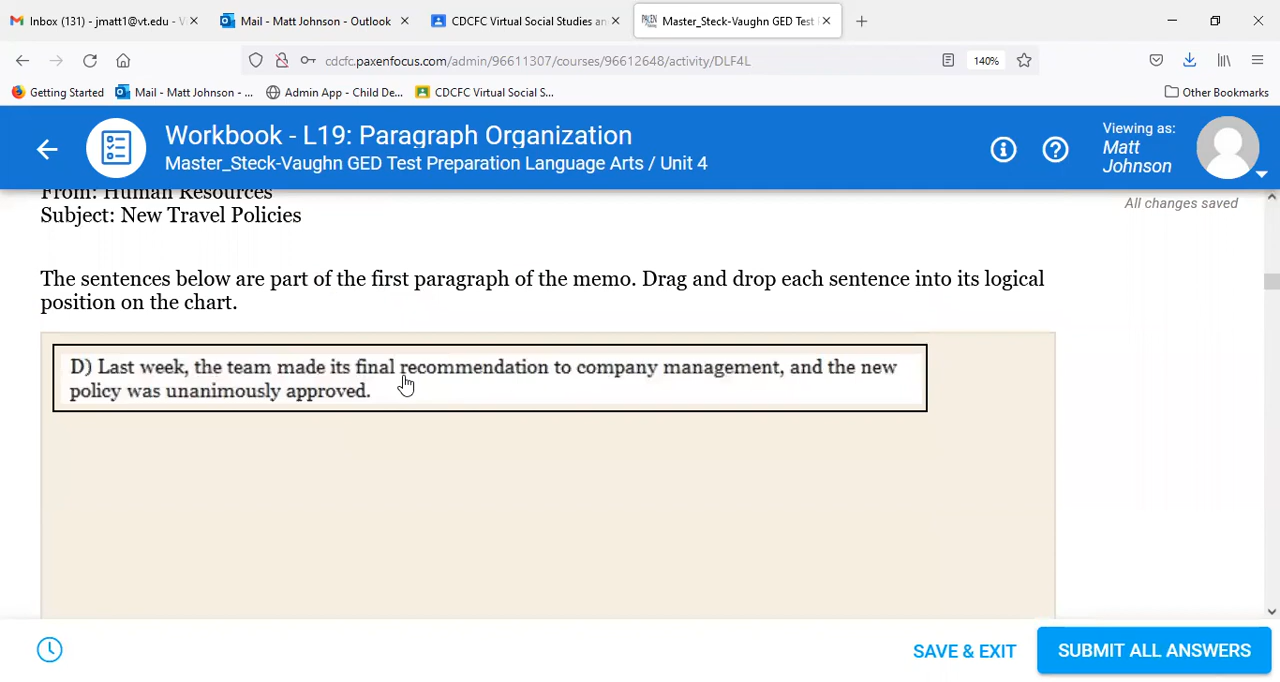 Inbox (131) - jmatt1@vt.edu - V
Mail - Matt Johnson - Outlook
CDCFC Virtual Social Studies an
PAXEN
Master_Steck-Vaughn GED Test
cdcfc.paxenfocus.com/admin/96611307/courses/96612648/activity/DLF4L
140%
Getting Started
Mail - Matt Johnson - ...
Admin App - Child De...
CDCFC Virtual Social S...
Other Bookmarks
Workbook - L19: Paragraph Organization
Master_Steck-Vaughn GED Test Preparation Language Arts / Unit 4
Viewing as:
Matt
Johnson
From: Human Resources
Subject: New Travel Policies
All changes saved
The sentences below are part of the first paragraph of the memo. Drag and drop each sentence into its logical
position on the chart.
D) Last week, the team made its final recommendation to company management, and the new
policy was unanimously approved.
SAVE & EXIT
SUBMIT ALL ANSWERS